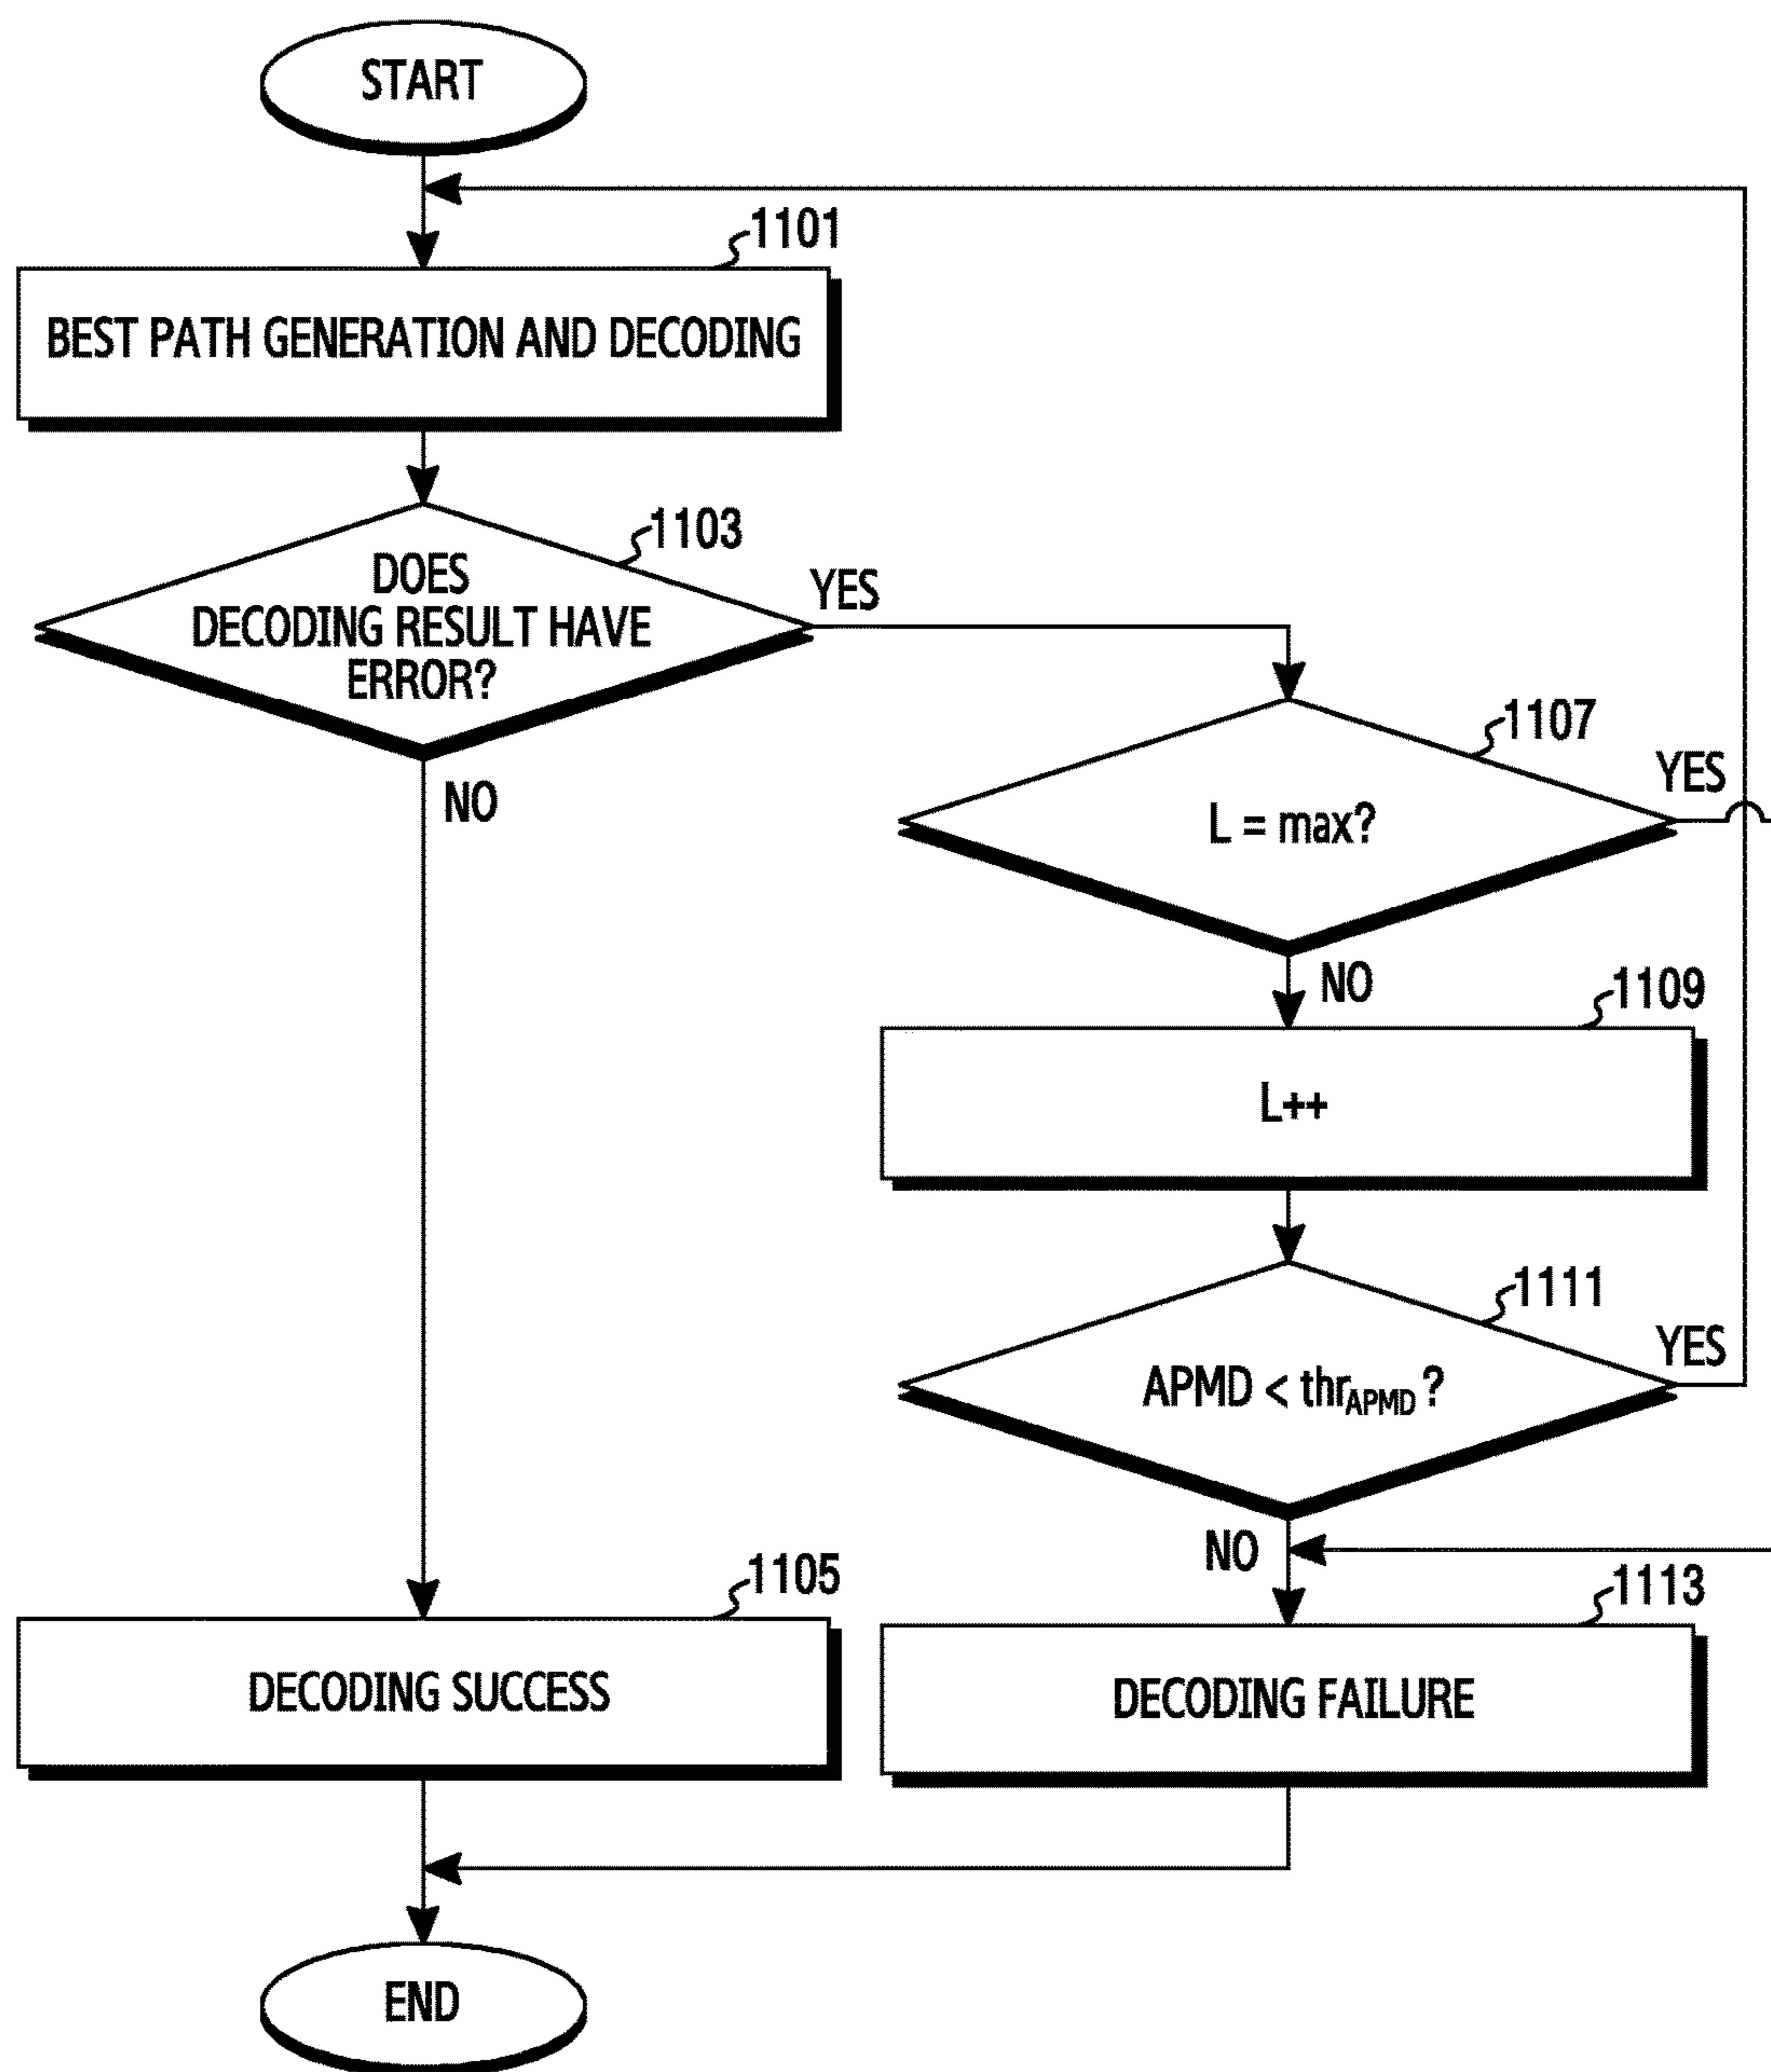 START
1101
BEST PATH GENERATION AND DECODING
1103
DOES
DECODING RESULT HAVE
ERROR?
YES
NO
1107
L = max?
YES
NO
1109
L++
1111
APMD < thrAPMD ?
YES
NO
1105
DECODING SUCCESS
1113
DECODING FAILURE
END